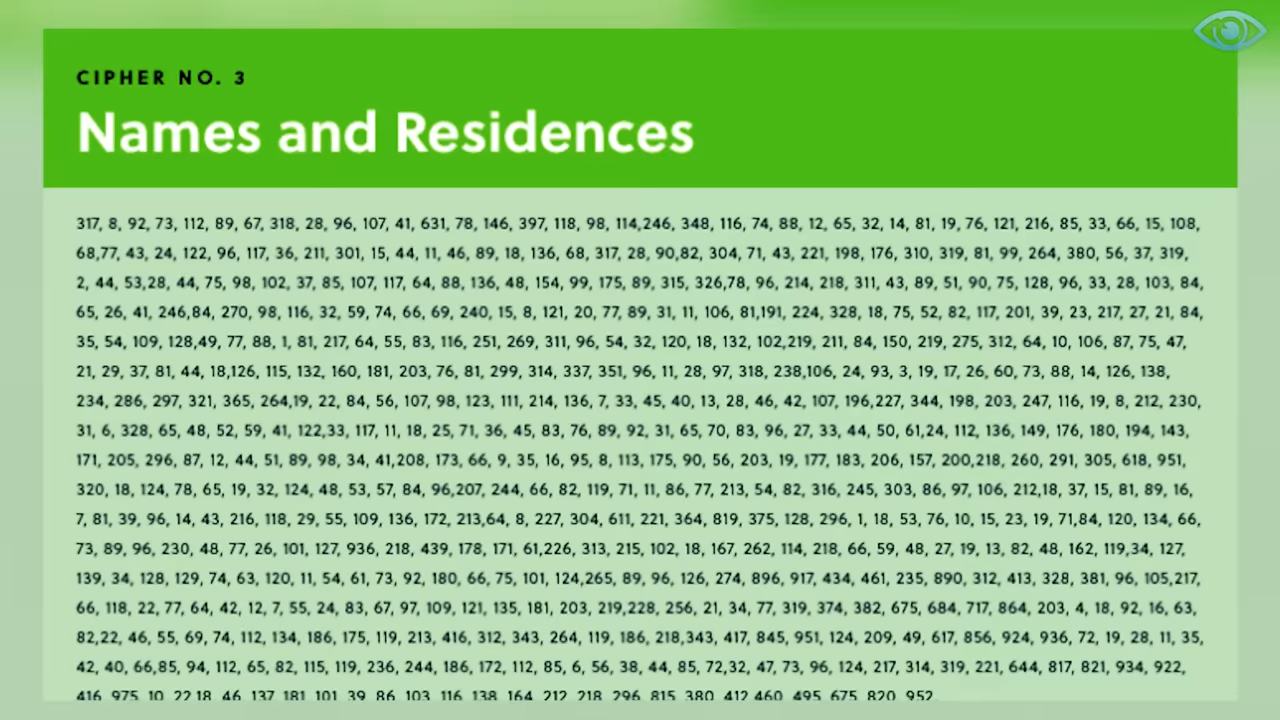 CIPHER NO. 3
Names and Residences
317, 8, 92, 73, 112, 89, 67, 318, 28, 96, 107, 41, 631, 78, 146, 397, 118, 98, 114,246, 348, 116, 74, 88, 12, 65, 32, 14, 81, 19, 76, 121, 216, 85, 33, 66, 15, 108,
68,77, 43, 24, 122, 96, 117, 36, 211, 301, 15, 44, 11, 46, 89, 18, 136, 68, 317, 28, 90,82, 304, 71, 43, 221, 198, 176, 310, 319, 81, 99, 264, 380, 56, 37, 319,
2, 44, 53,28, 44, 75, 98, 102, 37, 85, 107, 117, 64, 88, 136, 48, 154, 99, 175, 89, 315, 326,78, 96, 214, 218, 311, 43, 89, 51, 90, 75, 128, 96, 33, 28, 103, 84,
65, 26, 41, 246,84, 270, 98, 116, 32, 59, 74, 66, 69, 240, 15, 8, 121, 20, 77, 89, 31, 11, 106, 81,191, 224, 328, 18, 75, 52, 82, 117, 201, 39, 23, 217, 27, 21, 84,
35, 54, 109, 128,49, 77, 88, 1, 81, 217, 64, 55, 83, 116, 251, 269, 311, 96, 54, 32, 120, 18, 132, 102,219, 211, 84, 150, 219, 275, 312, 64, 10, 106, 87, 75, 47,
21, 29, 37, 81, 44, 18,126, 115, 132, 160, 181, 203, 76, 81, 299, 314, 337, 351, 96, 11, 28, 97, 318, 238,106, 24, 93, 3, 19, 17, 26, 60, 73, 88, 14, 126, 138,
234, 286, 297, 321, 365, 264,19, 22, 84, 56, 107, 98, 123, 111, 214, 136, 7, 33, 45, 40, 13, 28, 46, 42, 107, 196,227, 344, 198, 203, 247, 116, 19, 8, 212, 230,
31, 6, 328, 65, 48, 52, 59, 41, 122,33, 117, 11, 18, 25, 71, 36, 45, 83, 76, 89, 92, 31, 65, 70, 83, 96, 27, 33, 44, 50, 61,24, 112, 136, 149, 176, 180, 194, 143,
171, 205, 296, 87, 12, 44, 51, 89, 98, 34, 41,208, 173, 66, 9, 35, 16, 95, 8, 113, 175, 90, 56, 203, 19, 177, 183, 206, 157, 200,218, 260, 291, 305, 618, 951,
320, 18, 124, 78, 65, 19, 32, 124, 48, 53, 57, 84, 96,207, 244, 66, 82, 119, 71, 11, 86, 77, 213, 54, 82, 316, 245, 303, 86, 97, 106, 212,18, 37, 15, 81, 89, 16,
7, 81, 39, 96, 14, 43, 216, 118, 29, 55, 109, 136, 172, 213,64, 8, 227, 304, 611, 221, 364, 819, 375, 128, 296, 1, 18, 53, 76, 10, 15, 23, 19, 71,84, 120, 134, 66,
73, 89, 96, 230, 48, 77, 26, 101, 127, 936, 218, 439, 178, 171, 61,226, 313, 215, 102, 18, 167, 262, 114, 218, 66, 59, 48, 27, 19, 13, 82, 48, 162, 119,34, 127,
139, 34, 128, 129, 74, 63, 120, 11, 54, 61, 73, 92, 180, 66, 75, 101, 124,265, 89, 96, 126, 274, 896, 917, 434, 461, 235, 890, 312, 413, 328, 381, 96, 105,217,
66, 118, 22, 77, 64, 42, 12, 7, 55, 24, 83, 67, 97, 109, 121, 135, 181, 203, 219,228, 256, 21, 34, 77, 319, 374, 382, 675, 684, 717, 864, 203, 4, 18, 92, 16, 63,
82,22, 46, 55, 69, 74, 112, 134, 186, 175, 119, 213, 416, 312, 343, 264, 119, 186, 218,343, 417, 845, 951, 124, 209, 49, 617, 856, 924, 936, 72, 19, 28, 11, 35,
42, 40, 66,85, 94, 112, 65, 82, 115, 119, 236, 244, 186, 172, 112, 85, 6, 56, 38, 44, 85, 72,32, 47, 73, 96, 124, 217, 314, 319, 221, 644, 817, 821, 934, 922,
416, 975, 10, 22,18, 46, 137, 181, 101, 39, 86, 103, 116, 138, 164, 212, 218, 296, 815, 380, 412,460, 495, 675, 820, 952.